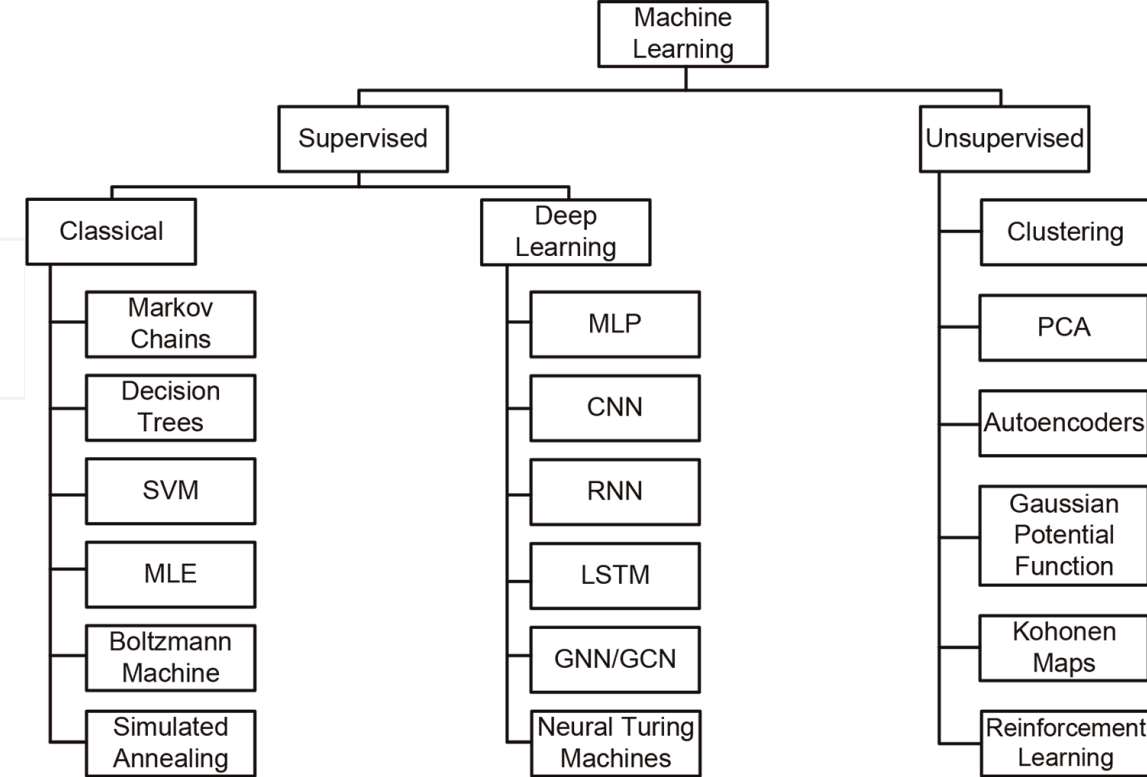 Machine
Learning
Supervised
Unsupervised
Classical
Deep
Learning
Clustering
Markov
Chains
MLP
PCA
Decision
Trees
CNN
Autoencoders
SVM
RNN
Gaussian
Potential
Function
MLE
LSTM
Boltzmann
Machine
GNN/GCN
Kohonen
Maps
Simulated
Annealing
Neural Turing
Machines
Reinforcement
Learning